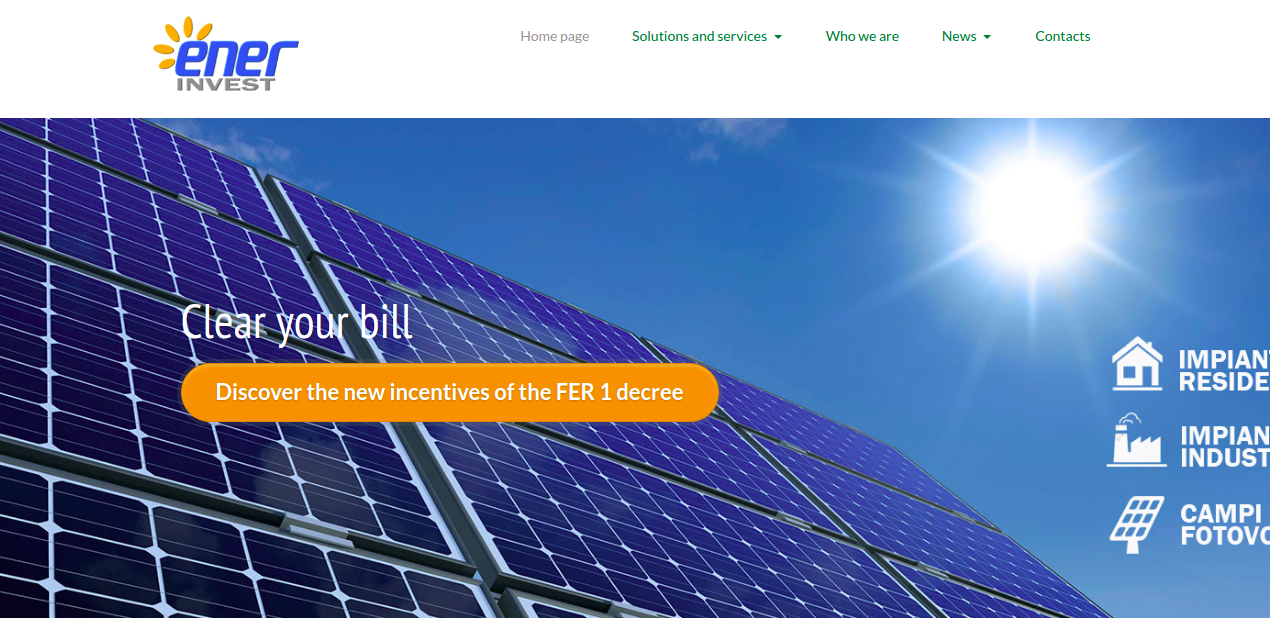 ener
INVEST
Home page
Solutions and services
Who we are
News
Contacts
Clear your bill
Discover the new incentives of the FER 1 decree
IMPIAN
RESIDE
IMPIAN
INDUST
CAMPI
FOTOVO